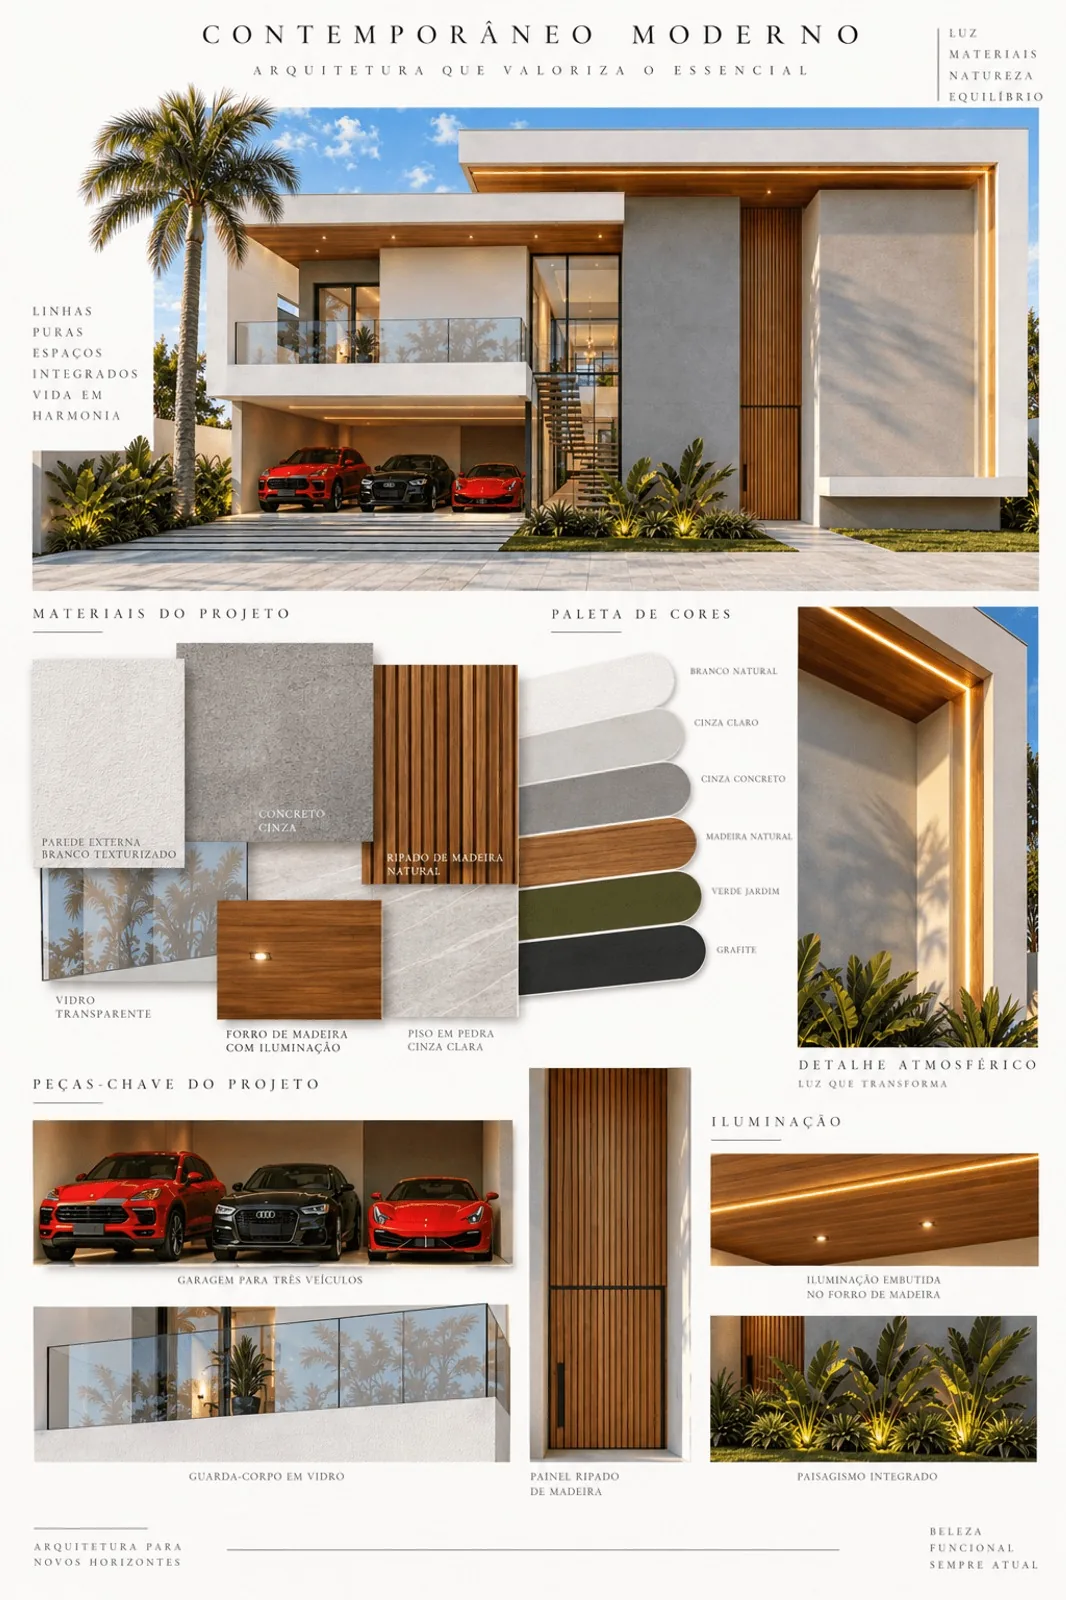 CONTEMPORÂNEO MODERNO
ARQUITETURA QUE VALORIZA O ESSENCIAL
LUZ
MATERIAIS
NATUREZA
EQUILÍBRIO
LINHAS
PURAS
ESPAÇOS
INTEGRADOS
VIDA EM
HARMONIA
MATERIAIS DO PROJETO
PAREDE EXTERNA
BRANCO TEXTURIZADO
CONCRETO
CINZA
RIPADO DE MADEIRA
NATURAL
VIDRO
TRANSPARENTE
FORRO DE MADEIRA
COM ILUMINAÇÃO
PISO EM PEDRA
CINZA CLARA
PALETA DE CORES
BRANCO NATURAL
CINZA CLARO
CINZA CONCRETO
MADEIRA NATURAL
VERDE JARDIM
GRAFITE
DETALHE ATMOSFÉRICO
LUZ QUE TRANSFORMA
PEÇAS-CHAVE DO PROJETO
GARAGEM PARA TRÊS VEÍCULOS
GUARDA-CORPO EM VIDRO
PAINEL RIPADO
DE MADEIRA
ILUMINAÇÃO
ILUMINAÇÃO EMBUTIDA
NO FORRO DE MADEIRA
PAISAGISMO INTEGRADO
ARQUITETURA PARA
NOVOS HORIZONTES
BELEZA
FUNCIONAL
SEMPRE ATUAL